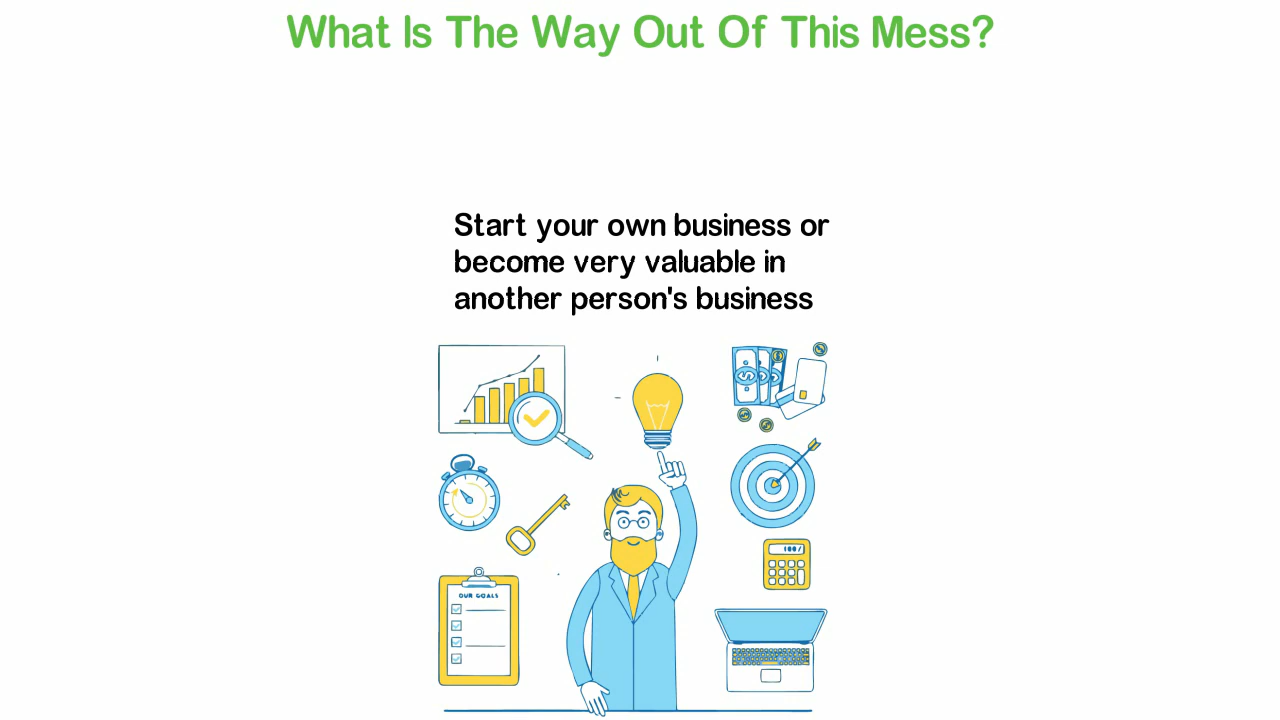 What Is The Way Out Of This Mess?
Start your own business or
become very valuable in
another person's business
OUR GOALS